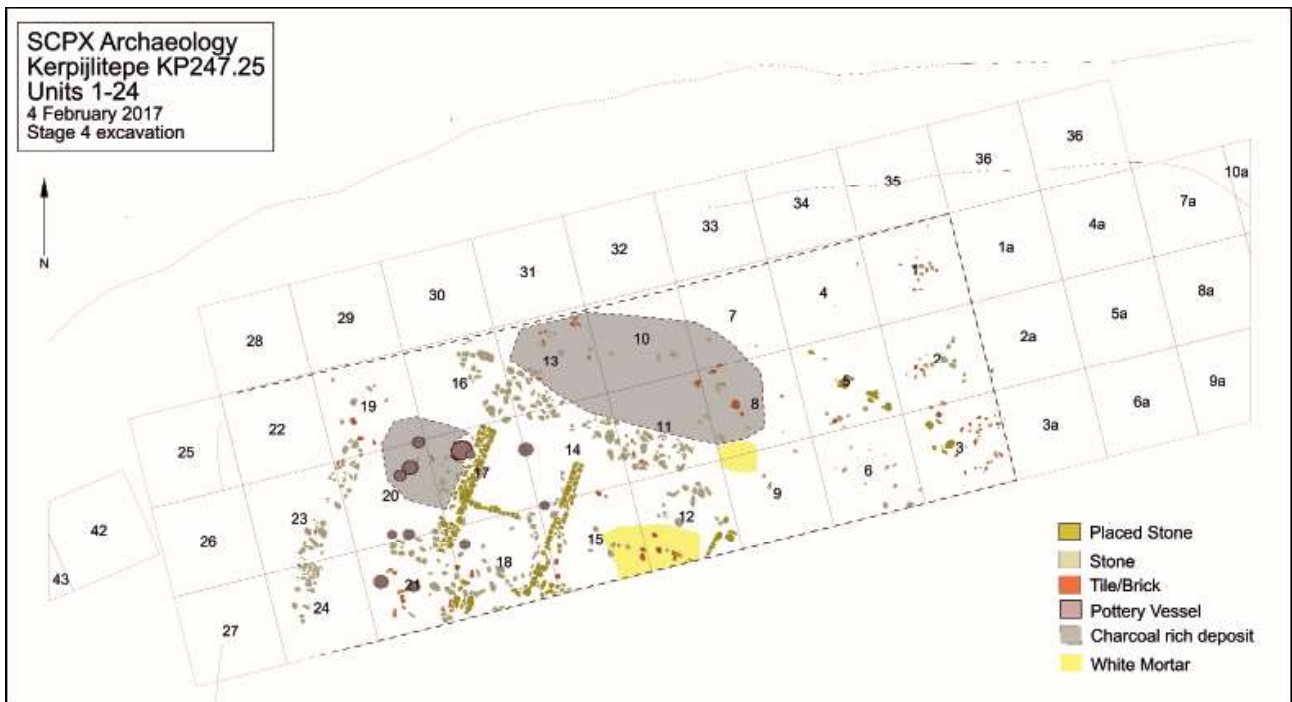 SCPX Archaeology
Kerpijlitepe KP247.25
Units 1-24
4 February 2017
Stage 4 excavation
N
36
36
35
34
33
32
31
30
29
28
10a
7a
4a
1a
8a
5a
2a
9a
6a
3a
1
4
7
10
13
16
19
22
25
2
5
8
11
14
17
20
23
26
42
43
3
6
9
12
15
18
21
24
27
Placed Stone
Stone
Tile/Brick
Pottery Vessel
Charcoal rich deposit
White Mortar